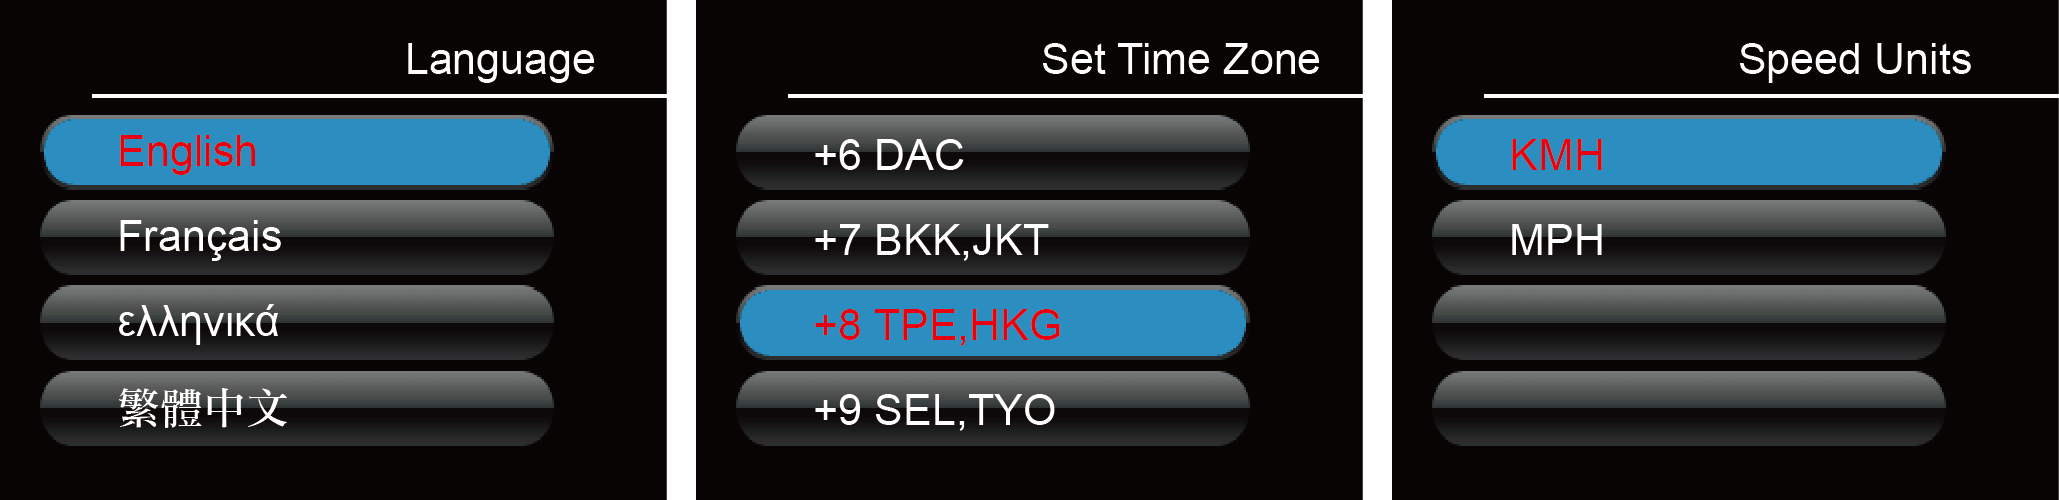 Language
English
Français
ελληνικά
繁體中文
Set Time Zone
+6 DAC
+7 BKK,JKT
+8 TPE,HKG
+9 SEL,TYO
Speed Units
KMH
MPH